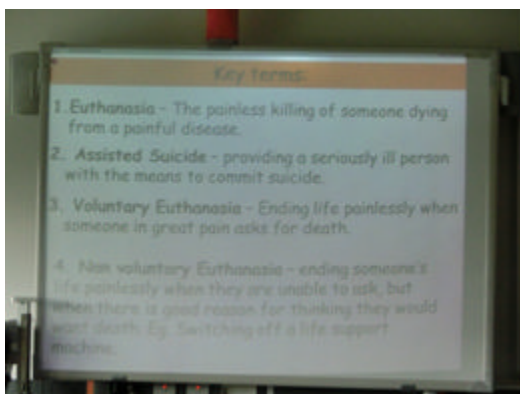 Key terms:
1. Euthanasia – The painless killing of someone dying
from a painful disease.
2. Assisted Suicide – providing a seriously ill person
with the means to commit suicide.
3. Voluntary Euthanasia – Ending life painlessly when
someone in great pain asks for death.
4. Non voluntary Euthanasia – ending someone's
life painlessly when they are unable to ask, but
when there is good reason for thinking they would
want death. Eg. Switching off a life support
machine.